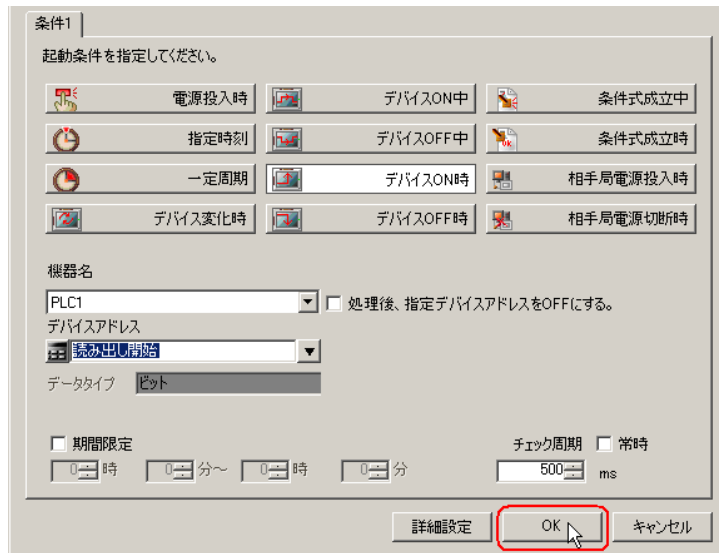 条件1
起動条件を指定してください。
電源投入時 デバイスON中 条件式成立中
指定時刻 デバイスOFF中 条件式成立時
一定周期 デバイスON時 相手局電源投入時
デバイス変化時 デバイスOFF時 相手局電源切断時
機器名
PLC1 処理後、指定デバイスアドレスをOFFにする。
デバイスアドレス
読み出し開始
データタイプ ビット
期間限定 チェック周期 常時
0 時 0 分～ 0 時 0 分 500 ms
詳細設定 OK キャンセル